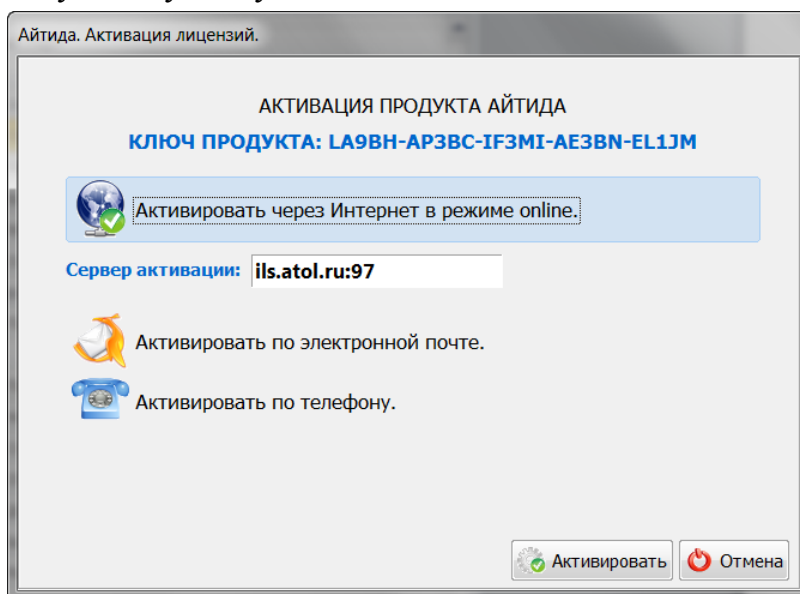 Айтида. Активация лицензий.
АКТИВАЦИЯ ПРОДУКТА АЙТИДА
КЛЮЧ ПРОДУКТА: LA9BH-AP3BC-IF3MI-AE3BN-EL1JM
Активировать через Интернет в режиме online.
Сервер активации: ils.atol.ru:97
Активировать по электронной почте.
Активировать по телефону.
Активировать Отмена